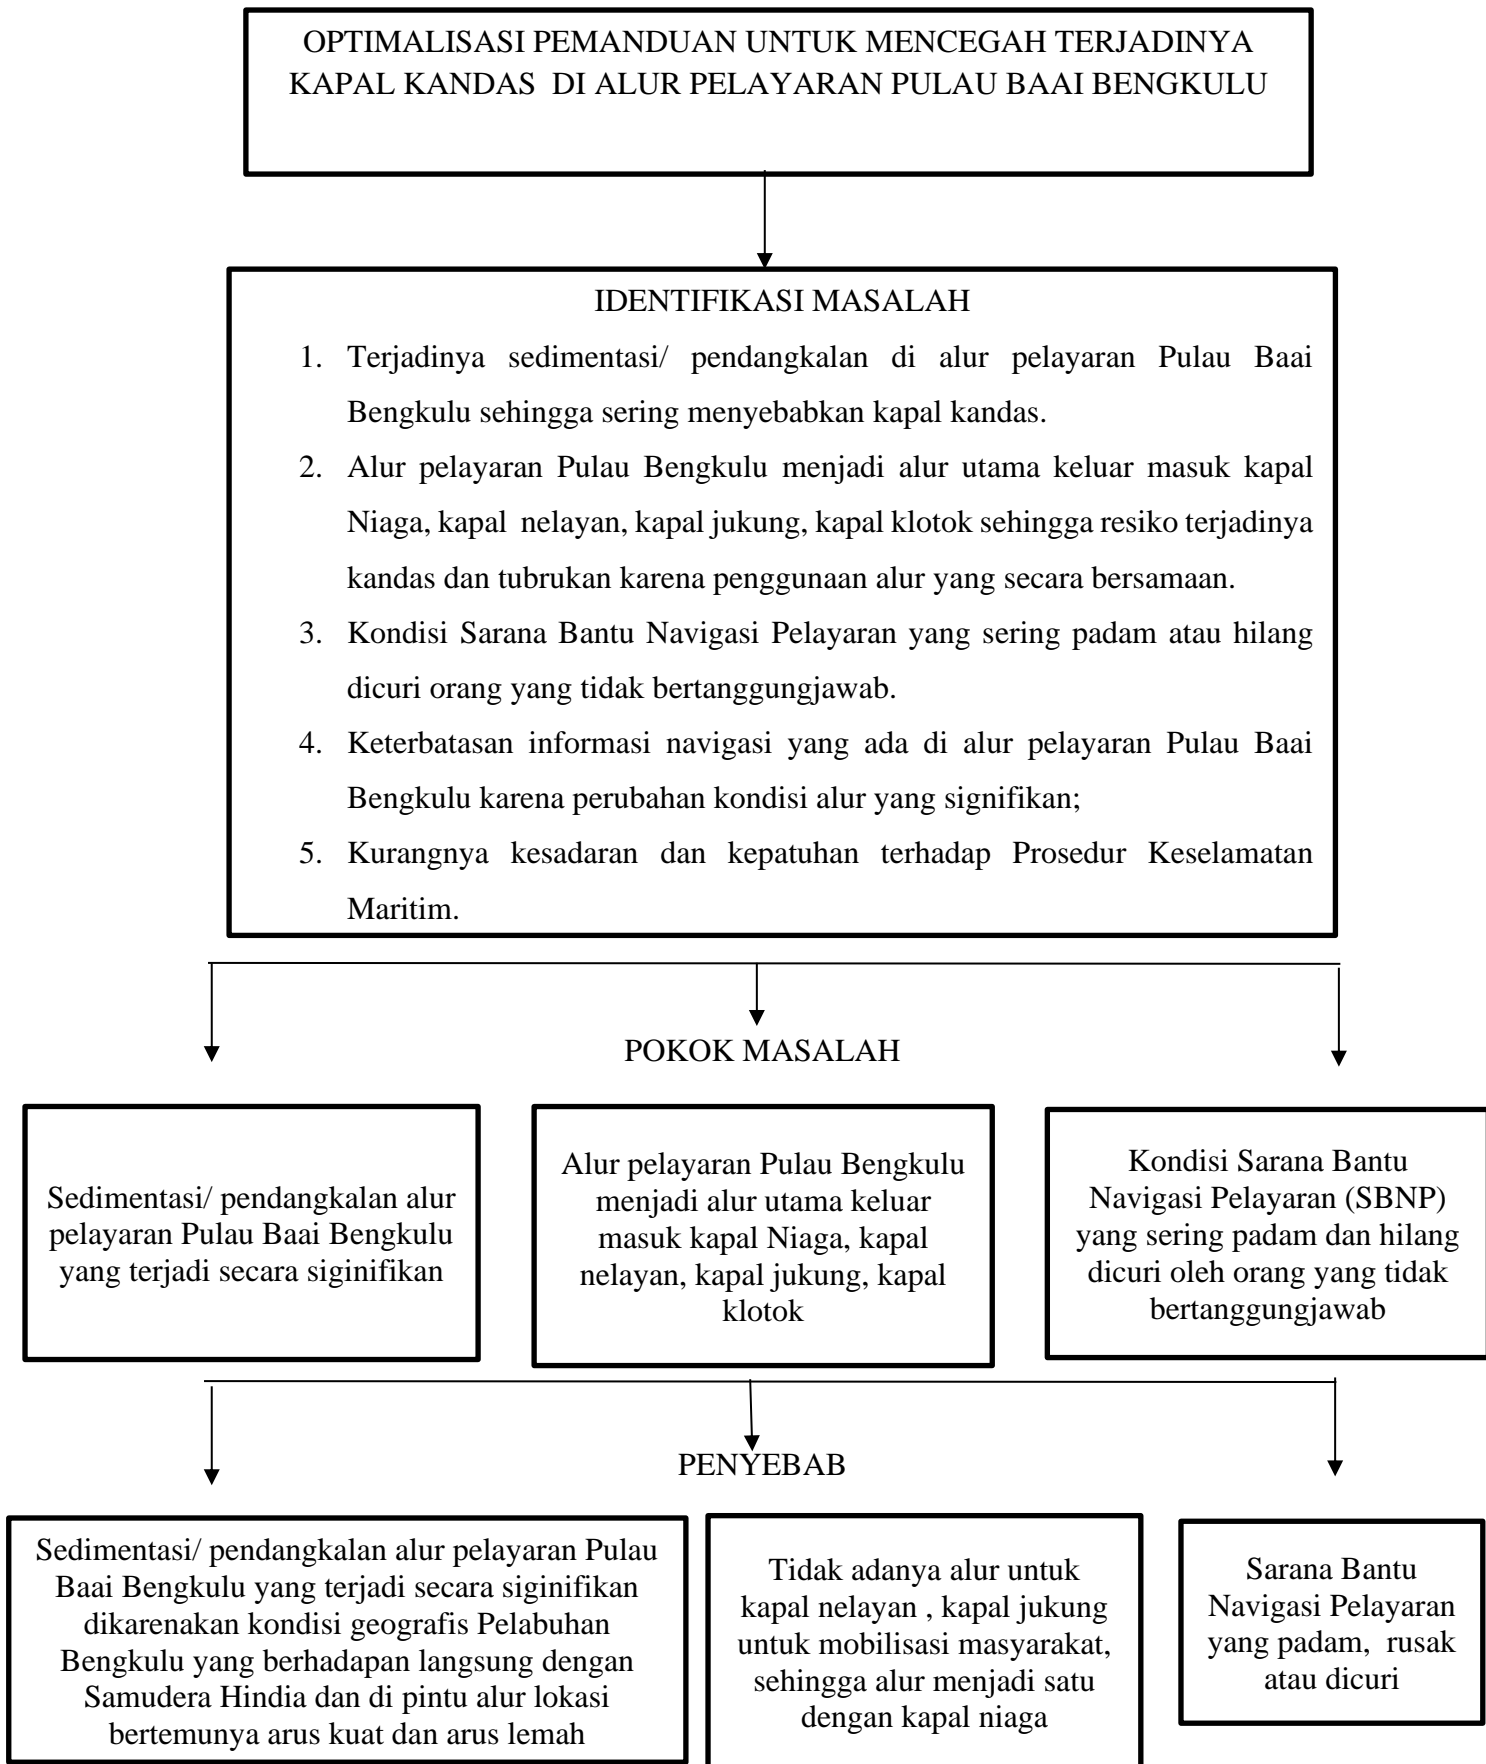 OPTIMALISASI PEMANDUAN UNTUK MENCEGAH TERJADINYA
KAPAL KANDAS DI ALUR PELAYARAN PULAU BAAI BENGKULU
IDENTIFIKASI MASALAH
1. Terjadinya sedimentasi/ pendangkalan di alur pelayaran Pulau Baai
Bengkulu sehingga sering menyebabkan kapal kandas.
2. Alur pelayaran Pulau Bengkulu menjadi alur utama keluar masuk kapal
Niaga, kapal nelayan, kapal jukung, kapal klotok sehingga resiko terjadinya
kandas dan tubrukan karena penggunaan alur yang secara bersamaan.
3. Kondisi Sarana Bantu Navigasi Pelayaran yang sering padam atau hilang
dicuri orang yang tidak bertanggungjawab.
4. Keterbatasan informasi navigasi yang ada di alur pelayaran Pulau Baai
Bengkulu karena perubahan kondisi alur yang signifikan;
5. Kurangnya kesadaran dan kepatuhan terhadap Prosedur Keselamatan
Maritim.
POKOK MASALAH
Sedimentasi/ pendangkalan alur
pelayaran Pulau Baai Bengkulu
yang terjadi secara siginifikan
Alur pelayaran Pulau Bengkulu
menjadi alur utama keluar
masuk kapal Niaga, kapal
nelayan, kapal jukung, kapal
klotok
Kondisi Sarana Bantu
Navigasi Pelayaran (SBNP)
yang sering padam dan hilang
dicuri oleh orang yang tidak
bertanggungjawab
PENYEBAB
Sedimentasi/ pendangkalan alur pelayaran Pulau
Baai Bengkulu yang terjadi secara siginifikan
dikarenakan kondisi geografis Pelabuhan
Bengkulu yang berhadapan langsung dengan
Samudera Hindia dan di pintu alur lokasi
bertemunya arus kuat dan arus lemah
Tidak adanya alur untuk
kapal nelayan , kapal jukung
untuk mobilisasi masyarakat,
sehingga alur menjadi satu
dengan kapal niaga
Sarana Bantu
Navigasi Pelayaran
yang padam, rusak
atau dicuri